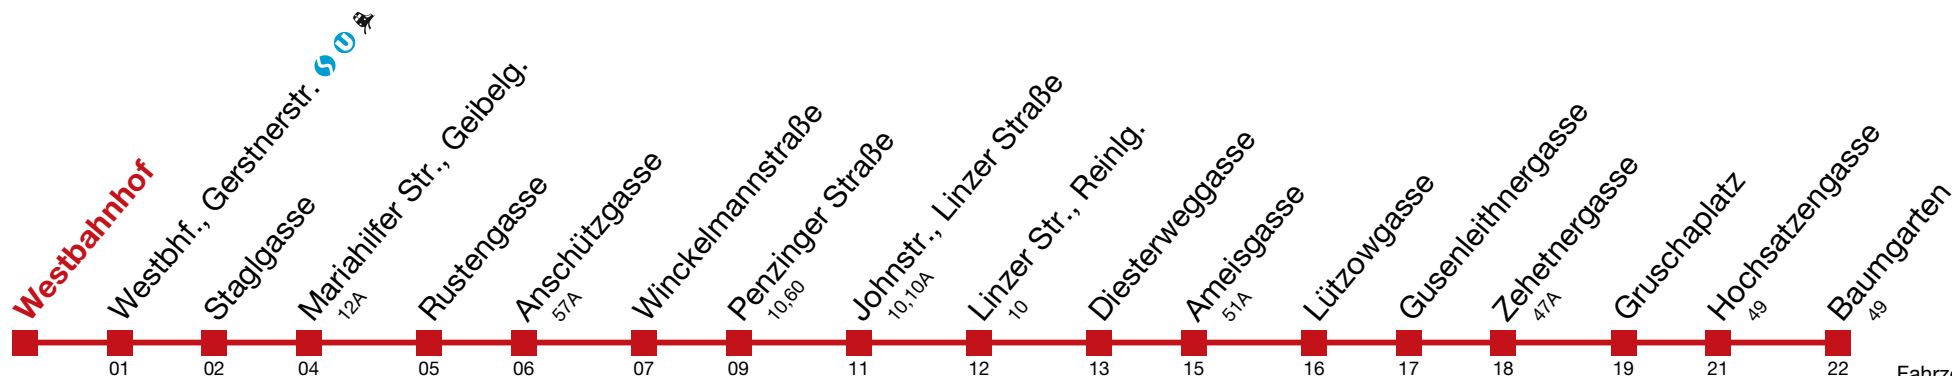 Westbahnhof
Westbhf., Gerstnerstr. S U
Staglgasse
Mariahilfer Str., Geibelg.
12A
Rustengasse
Anschützgasse
57A
Winckelmannstraße
Penzinger Straße
10,60
Johnstr., Linzer Straße
10,10A
Linzer Str., Reinlg.
10
Diesterweggasse
Ameisgasse
51A
Lützowgasse
Gusenleithnergasse
Zehetnergasse
47A
Gruschaplatz
Hochsatzengasse
49
Baumgarten
49
01 02 04 05 06 07 09 11 12 13 15 16 17 18 19 21 22